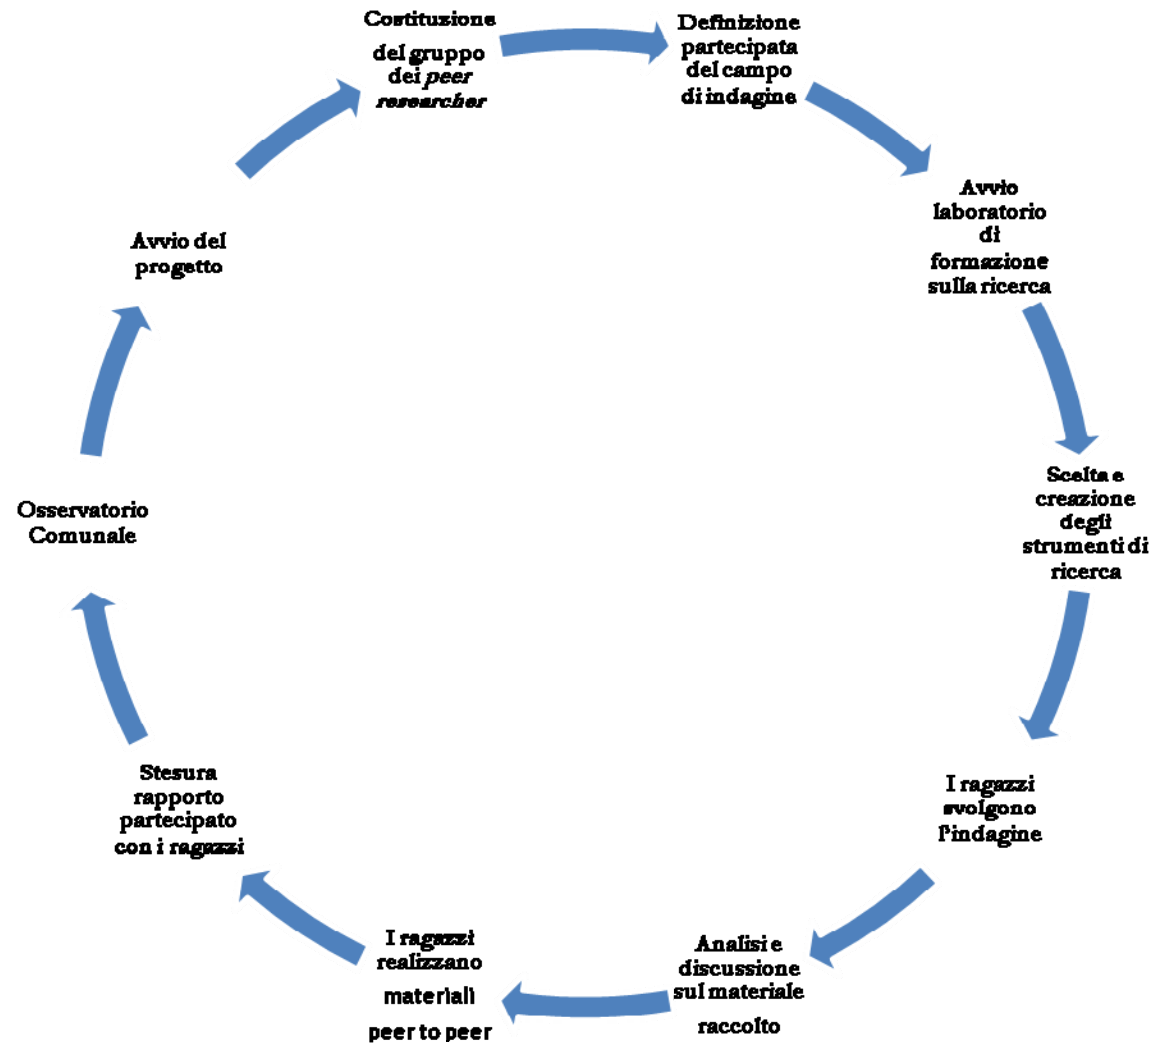 Costituzione
del gruppo
dei peer
researcher
Definizione
partecipata
del campo
di indagine
Avvio
laboratorio
di
formazione
sulla ricerca
Scelta e
creazione
degli
strumenti di
ricerca
I ragazzi
svolgono
l'indagine
Analisi e
discussione
sul materiale
raccolto
I ragazzi
realizzano
materiali
peer to peer
Stesura
rapporto
partecipato
con i ragazzi
Osservatorio
Comunale
Avvio del
progetto